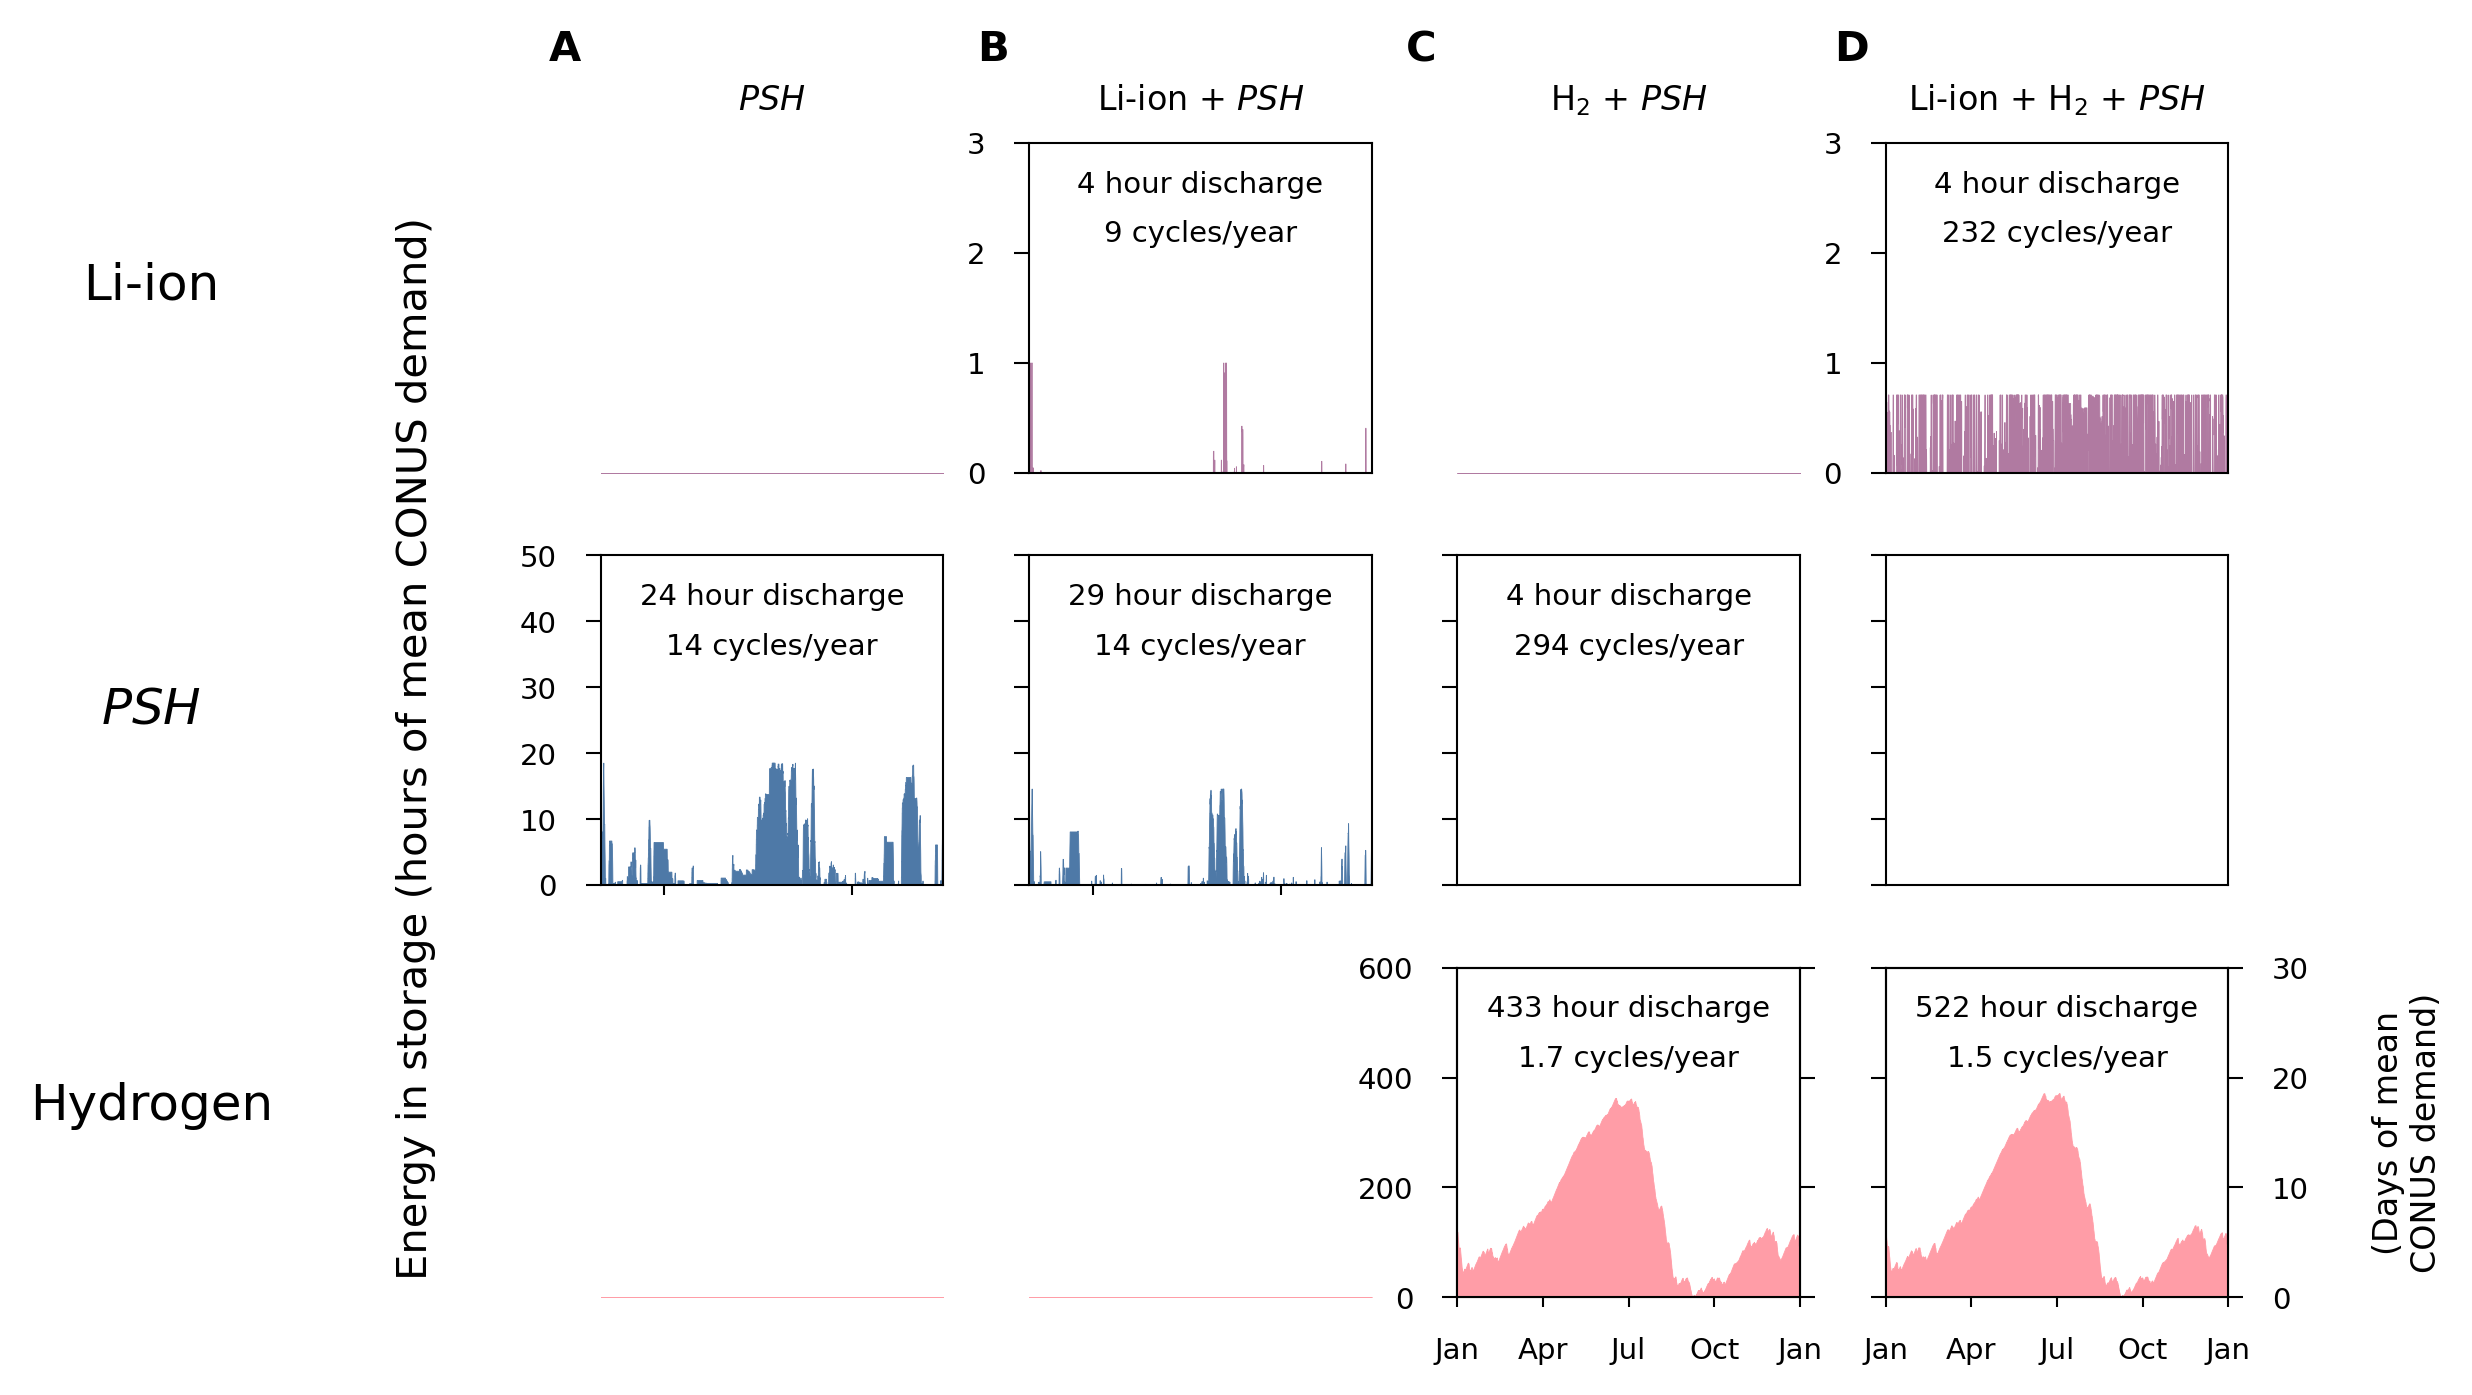 A
B
C
D
PSH
Li-ion + PSH
H₂ + PSH
Li-ion + H₂ + PSH
Li-ion
PSH
Hydrogen
Energy in storage (hours of mean CONUS demand)
3
2
1
0
4 hour discharge
9 cycles/year
3
2
1
0
4 hour discharge
232 cycles/year
50
40
30
20
10
0
24 hour discharge
14 cycles/year
29 hour discharge
14 cycles/year
4 hour discharge
294 cycles/year
600
400
200
0
433 hour discharge
1.7 cycles/year
Jan Apr Jul Oct Jan
522 hour discharge
1.5 cycles/year
Jan Apr Jul Oct Jan
30
20
10
0
(Days of mean
CONUS demand)